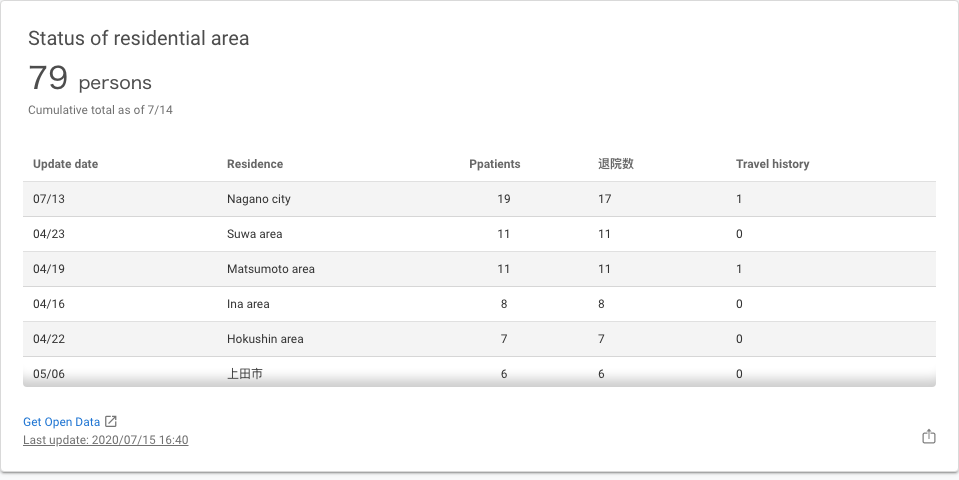 Status of residential area
79 persons
Cumulative total as of 7/14
Update date Residence Ppatients 退院数 Travel history
07/13 Nagano city 19 17 1
04/23 Suwa area 11 11 0
04/19 Matsumoto area 11 11 1
04/16 Ina area 8 8 0
04/22 Hokushin area 7 7 0
05/06 上田市 6 6 0
Get Open Data
Last update: 2020/07/15 16:40